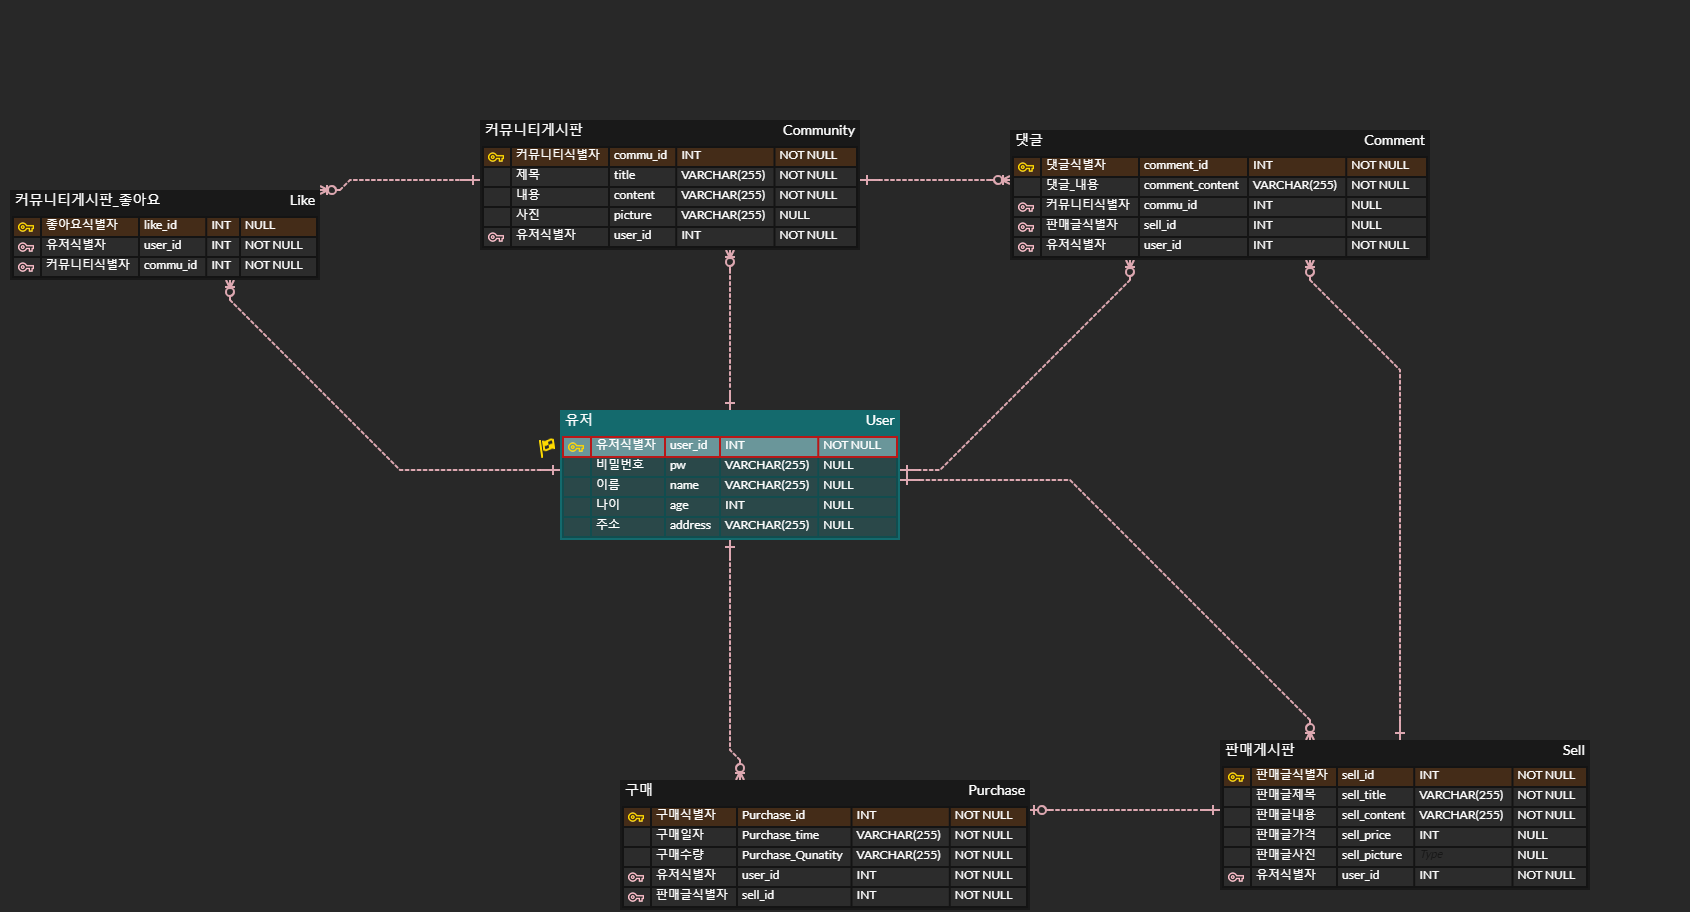 커뮤니티게시판 Community
커뮤니티식별자 commu_id INT NOT NULL
제목 title VARCHAR(255) NOT NULL
내용 content VARCHAR(255) NOT NULL
사진 picture VARCHAR(255) NULL
유저식별자 user_id INT NOT NULL
댓글 Comment
댓글식별자 comment_id INT NOT NULL
댓글_내용 comment_content VARCHAR(255) NOT NULL
커뮤니티식별자 commu_id INT NULL
판매글식별자 sell_id INT NULL
유저식별자 user_id INT NOT NULL
커뮤니티게시판_좋아요 Like
좋아요식별자 like_id INT NULL
유저식별자 user_id INT NOT NULL
커뮤니티식별자 commu_id INT NOT NULL
유저 User
유저식별자 user_id INT NOT NULL
비밀번호 pw VARCHAR(255) NULL
이름 name VARCHAR(255) NULL
나이 age INT NULL
주소 address VARCHAR(255) NULL
구매 Purchase
구매식별자 Purchase_id INT NOT NULL
구매일자 Purchase_time VARCHAR(255) NOT NULL
구매수량 Purchase_Qunatity VARCHAR(255) NOT NULL
유저식별자 user_id INT NOT NULL
판매글식별자 sell_id INT NOT NULL
판매게시판 Sell
판매글식별자 sell_id INT NOT NULL
판매글제목 sell_title VARCHAR(255) NOT NULL
판매글내용 sell_content VARCHAR(255) NOT NULL
판매글가격 sell_price INT NULL
판매글사진 sell_picture Type NULL
유저식별자 user_id INT NOT NULL